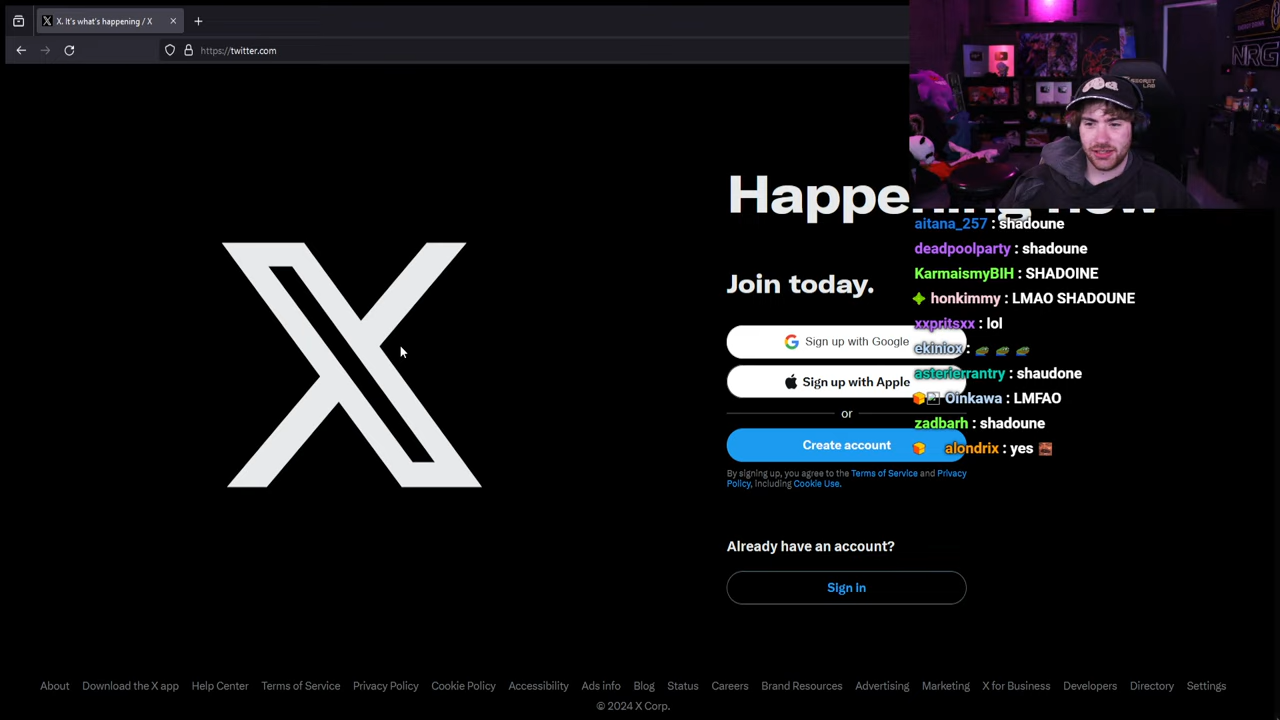 X. It's what's happening / X
https://twitter.com
NRG
SECRET LAB
Happening now
Join today.
Sign up with Google
Sign up with Apple
or
Create account
By signing up, you agree to the Terms of Service and Privacy
Policy, including Cookie Use.
Already have an account?
Sign in
aitana_257 : shadoune
deadpoolparty : shadoune
KarmaismyBIH : SHADOINE
honkimmy : LMAO SHADOUNE
xxpritsxx : lol
ekiniox :
asterierrantry : shaudone
Oinkawa : LMFAO
zadbarh : shadoune
alondrix : yes
About Download the X app Help Center Terms of Service Privacy Policy Cookie Policy Accessibility Ads info Blog Status Careers Brand Resources Advertising Marketing X for Business Developers Directory Settings
© 2024 X Corp.